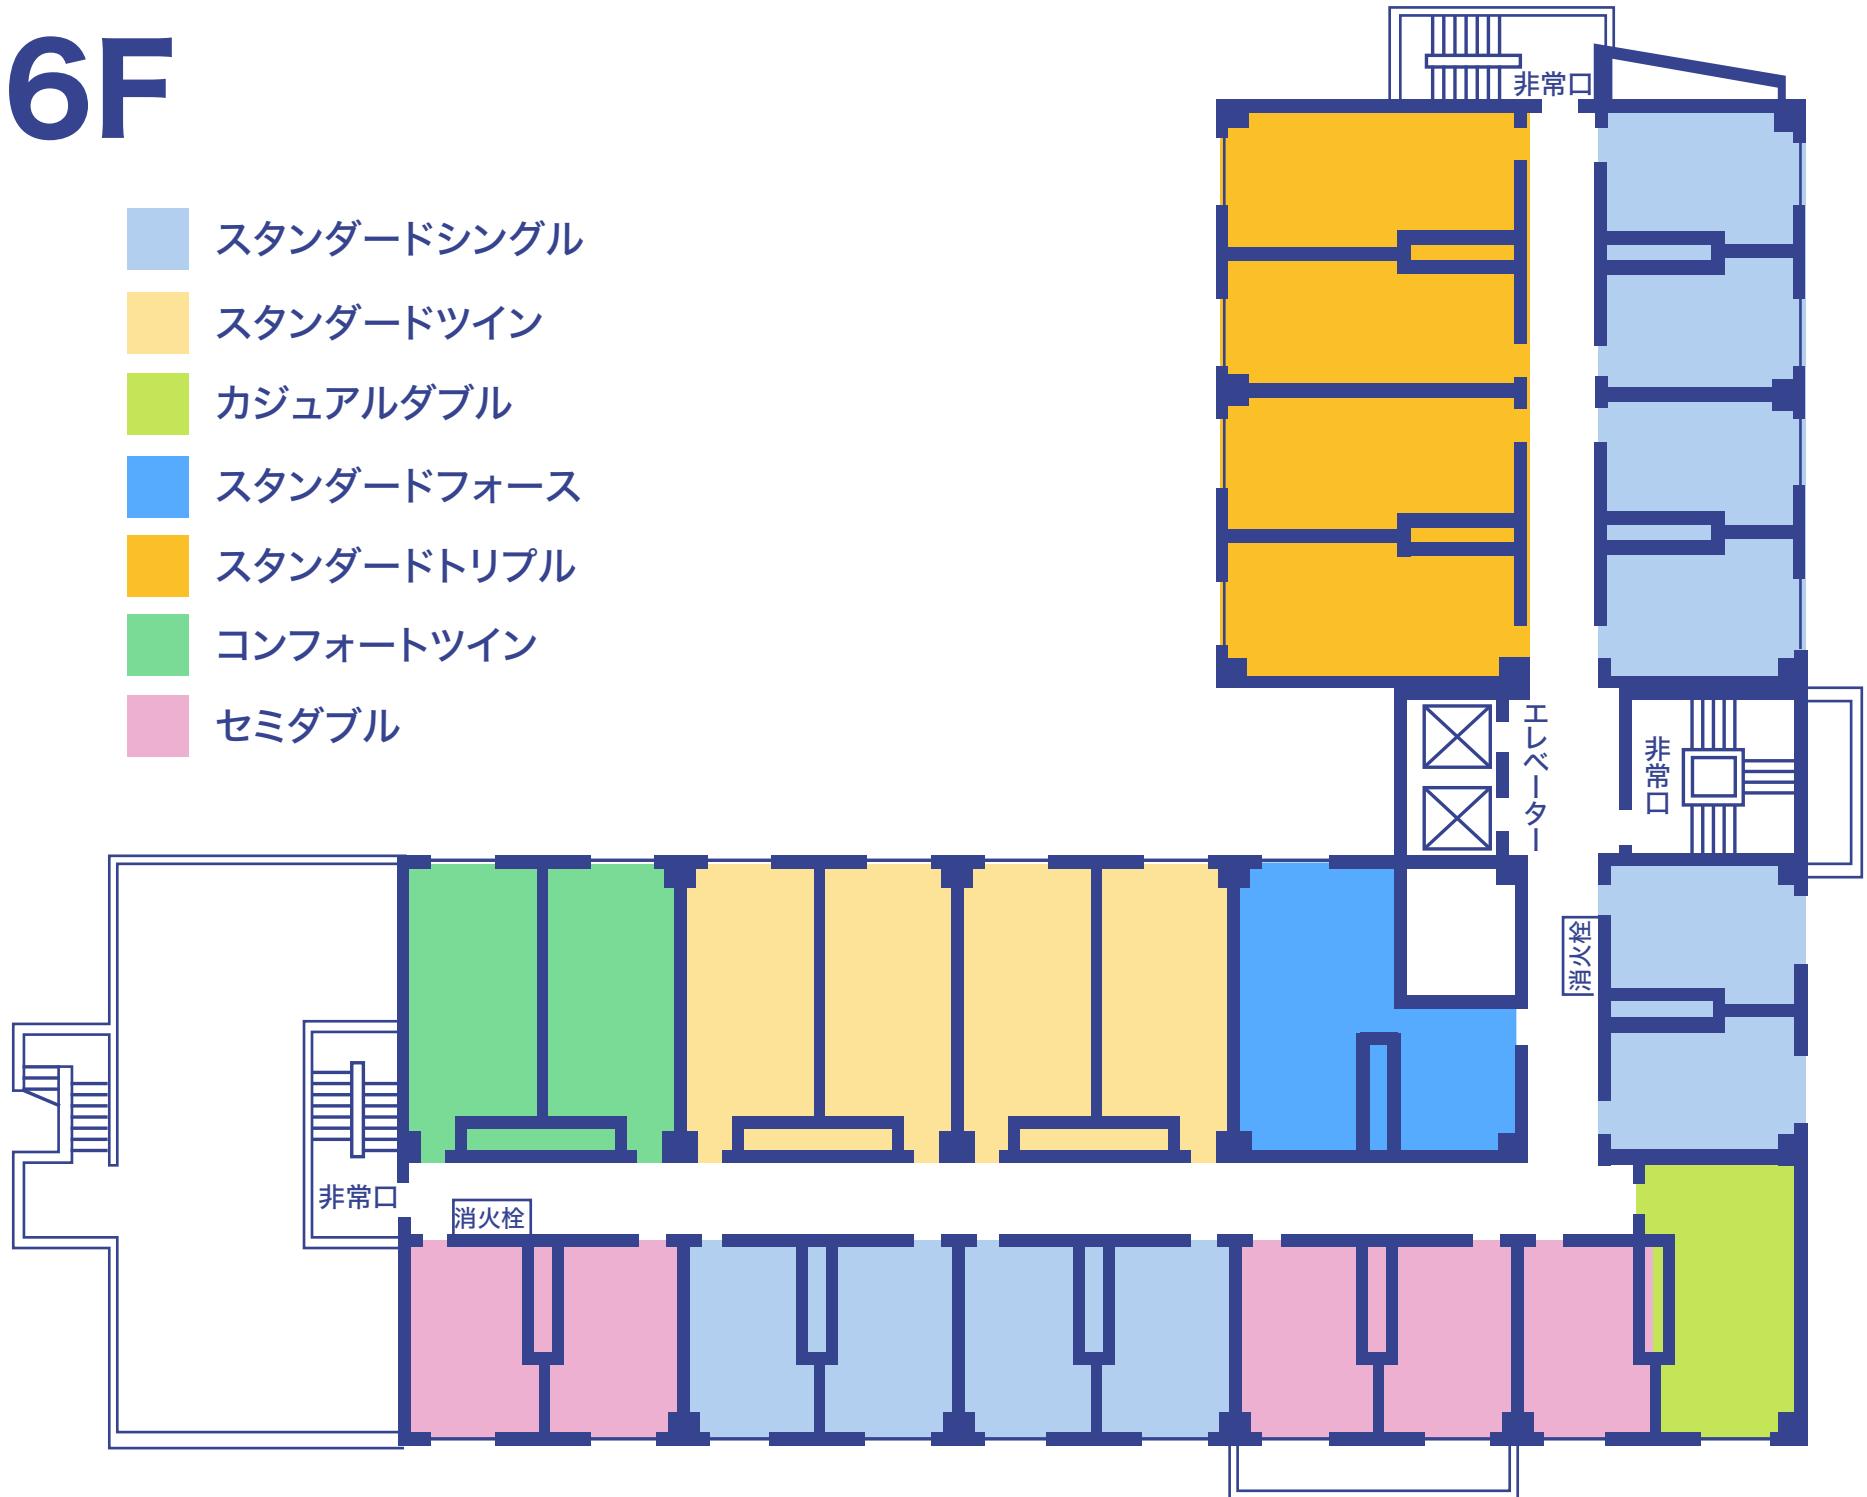 6F
スタンダードシングル
スタンダードツイン
カジュアルダブル
スタンダードフォース
スタンダードトリプル
コンフォートツイン
セミダブル
非常口
エレベーター
非常口
消火栓
非常口
消火栓